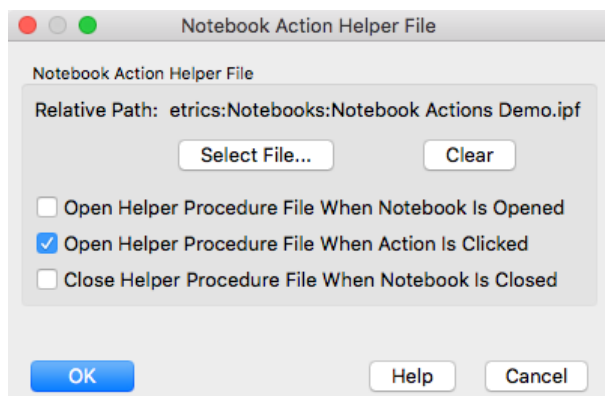 Notebook Action Helper File
Notebook Action Helper File
Relative Path: etrics:Notebooks:Notebook Actions Demo.ipf
Select File... Clear
Open Helper Procedure File When Notebook Is Opened
Open Helper Procedure File When Action Is Clicked
Close Helper Procedure File When Notebook Is Closed
OK Help Cancel